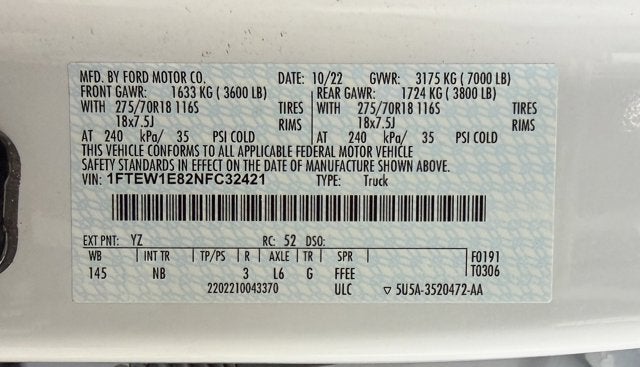 MFD. BY FORD MOTOR CO. DATE: 10/22 GVWR: 3175 KG ( 7000 LB)
FRONT GAWR: 1633 KG ( 3600 LB) REAR GAWR: 1724 KG ( 3800 LB)
WITH 275/70R18 116S TIRES WITH 275/70R18 116S TIRES
18x7.5J RIMS 18x7.5J RIMS
AT 240 kPa/ 35 PSI COLD AT 240 kPa/ 35 PSI COLD
THIS VEHICLE CONFORMS TO ALL APPLICABLE FEDERAL MOTOR VEHICLE
SAFETY STANDARDS IN EFFECT ON THE DATE OF MANUFACTURE SHOWN ABOVE.
VIN: 1FTEW1E82NFC32421 TYPE: Truck
EXT PNT: YZ RC: 52 DSO:
WB INT TR TP/PS R AXLE TR SPR F0191
145 NB 3 L6 G FFEE T0306
2202210043370 ULC ▽ 5U5A-3520472-AA